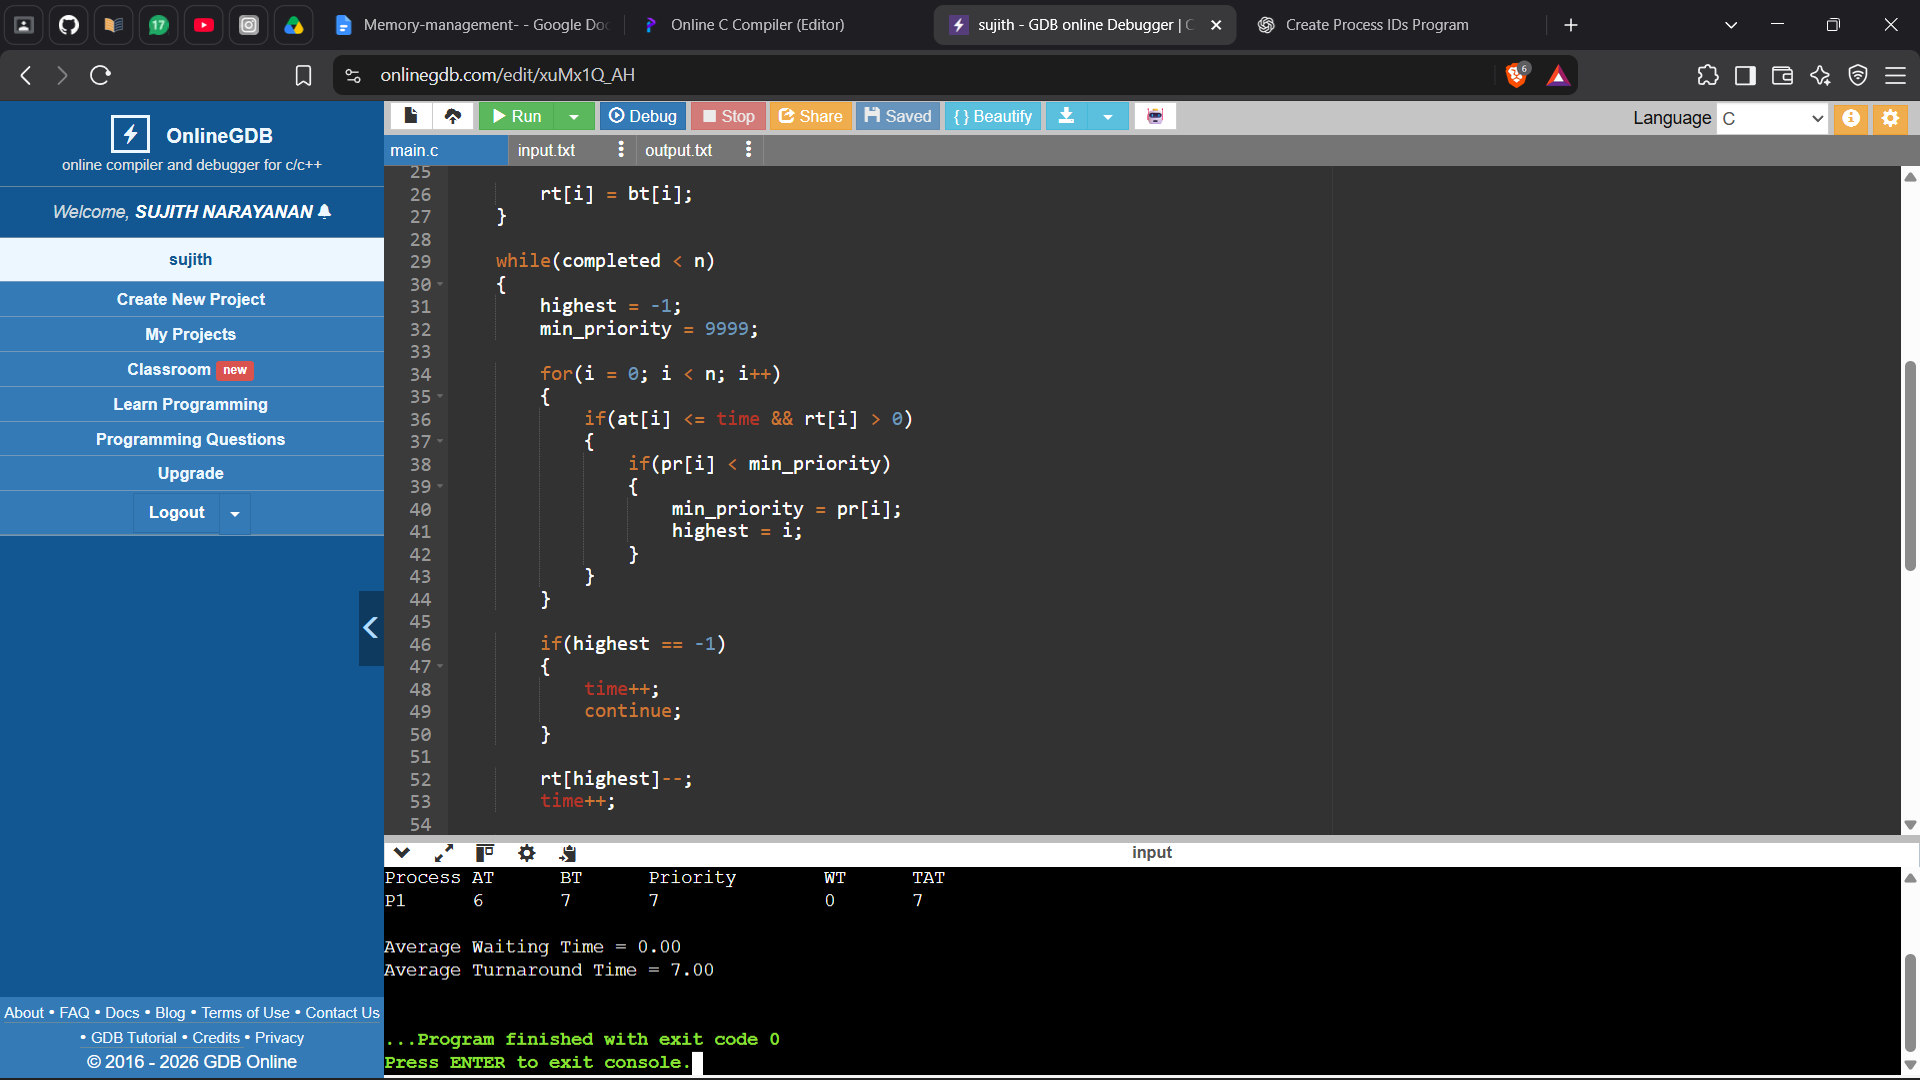 17
Memory-management- - Google Doc
Online C Compiler (Editor)
sujith - GDB online Debugger | C
Create Process IDs Program
onlinegdb.com/edit/xuMx1Q_AH
6
OnlineGDB
online compiler and debugger for c/c++
Welcome, SUJITH NARAYANAN
sujith
Create New Project
My Projects
Classroom new
Learn Programming
Programming Questions
Upgrade
Logout
About • FAQ • Docs • Blog • Terms of Use • Contact Us
• GDB Tutorial • Credits • Privacy
© 2016 - 2026 GDB Online
Run
Debug
Stop
Share
Saved
{ } Beautify
Language C
main.c
input.txt
output.txt
25
26 rt[i] = bt[i];
27 }
28
29 while(completed < n)
30 {
31 highest = -1;
32 min_priority = 9999;
33
34 for(i = 0; i < n; i++)
35 {
36 if(at[i] <= time && rt[i] > 0)
37 {
38 if(pr[i] < min_priority)
39 {
40 min_priority = pr[i];
41 highest = i;
42 }
43 }
44 }
45
46 if(highest == -1)
47 {
48 time++;
49 continue;
50 }
51
52 rt[highest]--;
53 time++;
54
input
Process AT BT Priority WT TAT
P1 6 7 7 0 7
Average Waiting Time = 0.00
Average Turnaround Time = 7.00
...Program finished with exit code 0
Press ENTER to exit console.